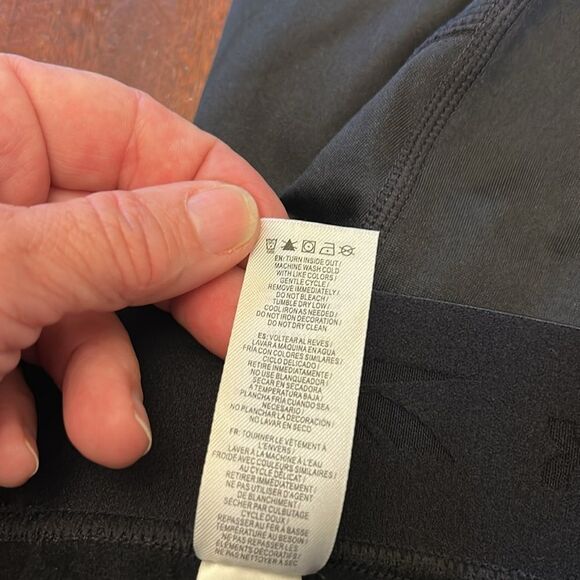 EN: TURN INSIDE OUT/
MACHINE WASH COLD
WITH LIKE COLORS/
GENTLE CYCLE/
REMOVE IMMEDIATELY/
DO NOT BLEACH/
TUMBLE DRY LOW/
COOL IRON AS NEEDED/
DO NOT IRON DECORATION/
DO NOT DRY CLEAN
ES: VOLTEAR AL REVES/
LAVAR A MAQUINA EN AGUA
FRÍA CON COLORES SIMILARES/
CICLO DELICADO/
RETIRE INMEDIATAMENTE/
NO USE BLANQUEADOR/
SECAR EN SECADORA
A TEMPERATURA BAJA/
PLANCHA FRÍA CUANDO SEA
NECESARIO/
NO PLANCHAR LA DECORACIÓN/
NO LAVAR EN SECO
FR: TOURNER LE VÊTEMENT À
L'ENVERS/
LAVER À LA MACHINE À L'EAU
FROIDE AVEC COULEURS SIMILAIRES/
AU CYCLE DÉLICAT/
RETIRER IMMÉDIATEMENT/
NE PAS UTILISER D'AGENT
DE BLANCHIMENT/
SÉCHER PAR CULBUTAGE
CYCLE DOUX/
REPASSER AU FER À BASSE
TEMPÉRATURE AU BESOIN/
NE PAS REPASSER LES
ÉLÉMENTS DÉCORATIFS/
NE PAS NETTOYER À SEC